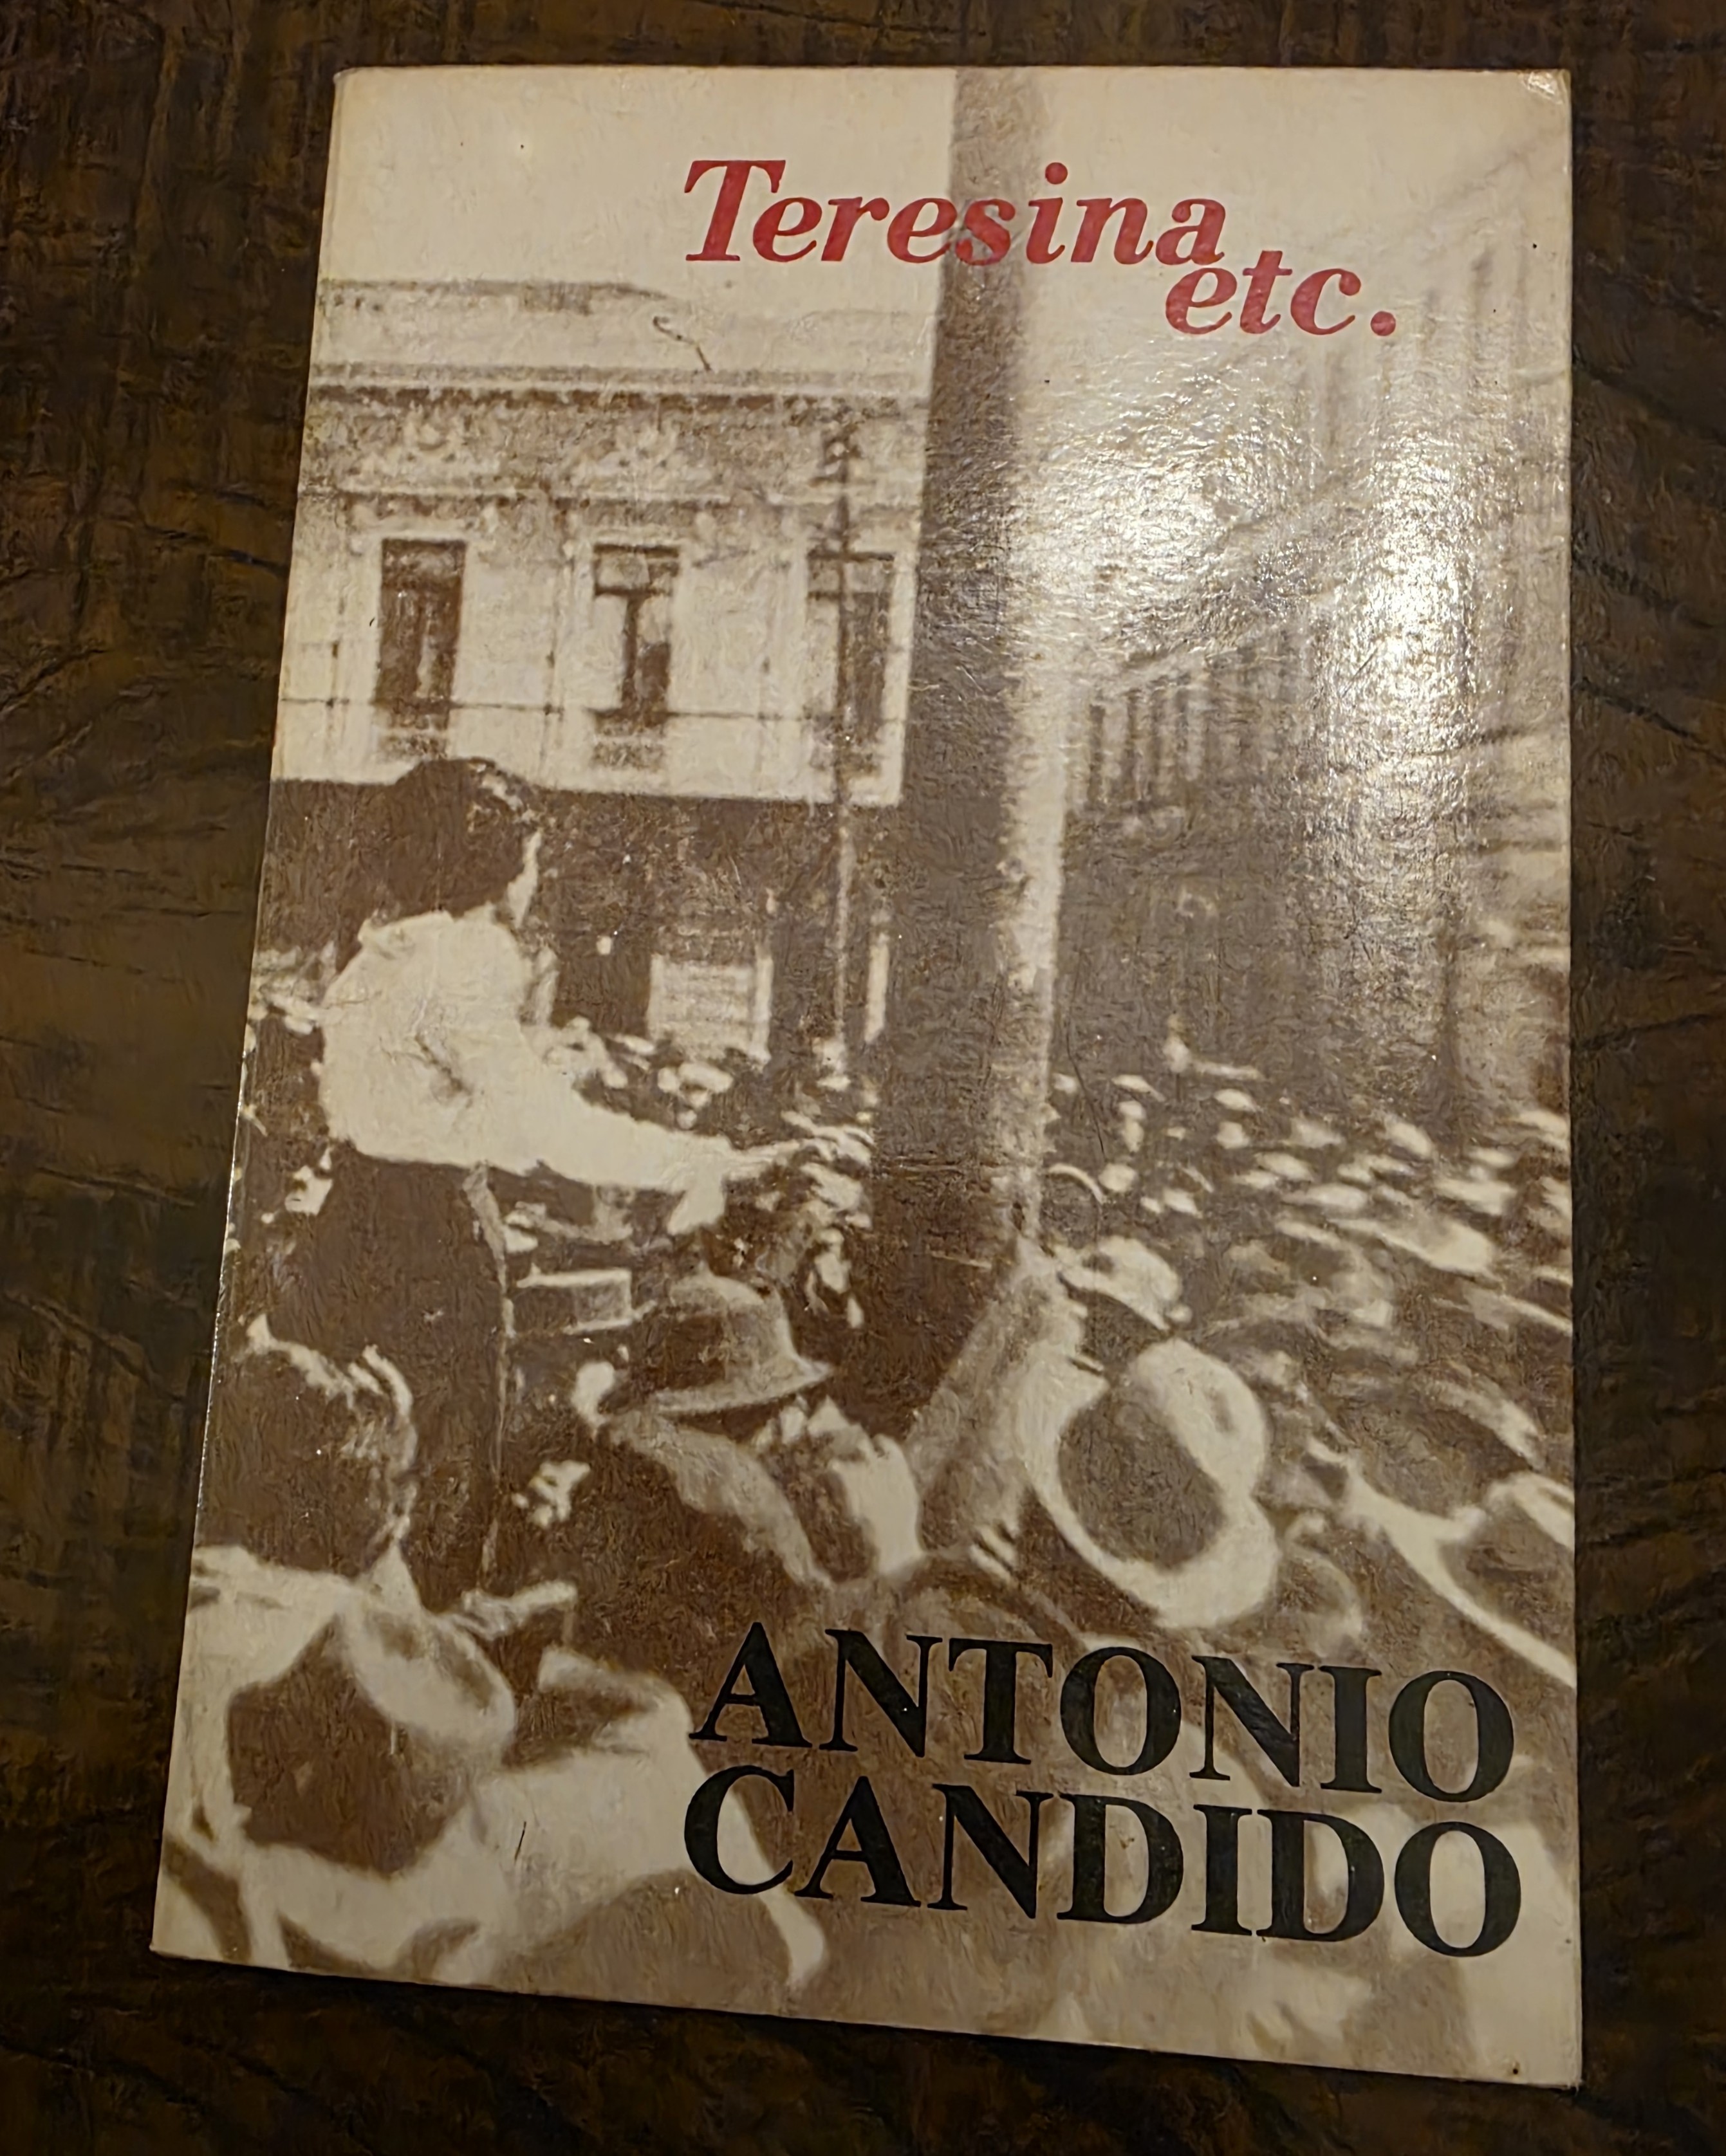 Teresina
etc.
ANTONIO
CANDIDO